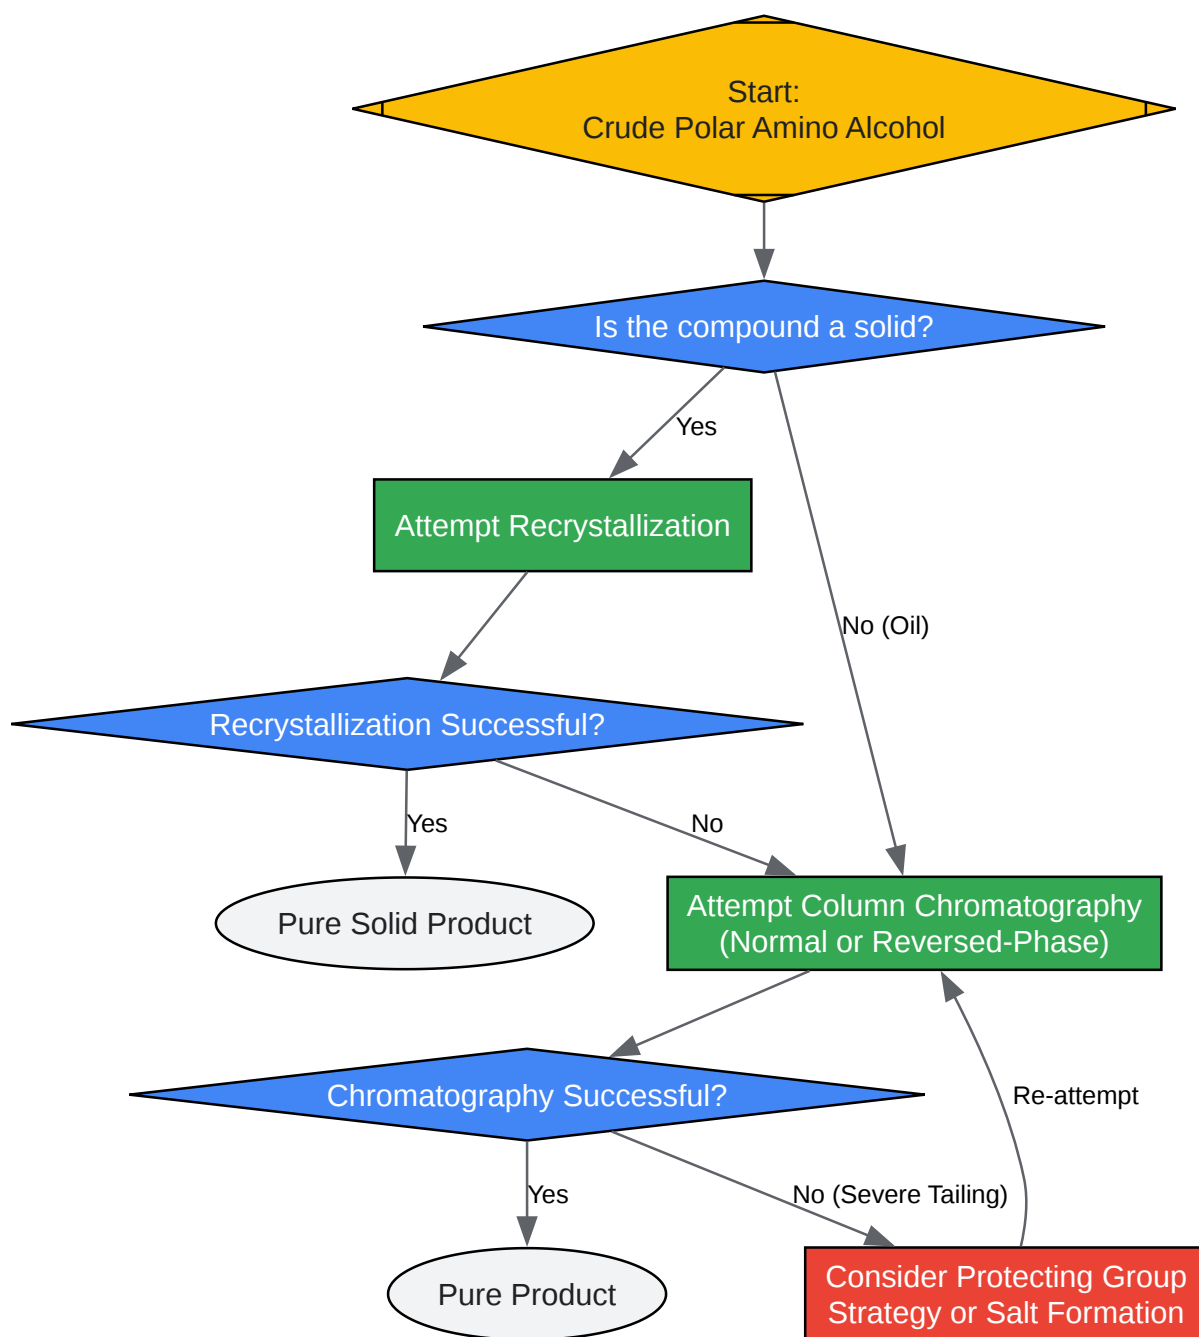 Start:
Crude Polar Amino Alcohol
Is the compound a solid?
Yes
Attempt Recrystallization
No (Oil)
Recrystallization Successful?
Yes
No
Pure Solid Product
Attempt Column Chromatography
(Normal or Reversed-Phase)
Chromatography Successful?
Re-attempt
Yes
No (Severe Tailing)
Pure Product
Consider Protecting Group
Strategy or Salt Formation